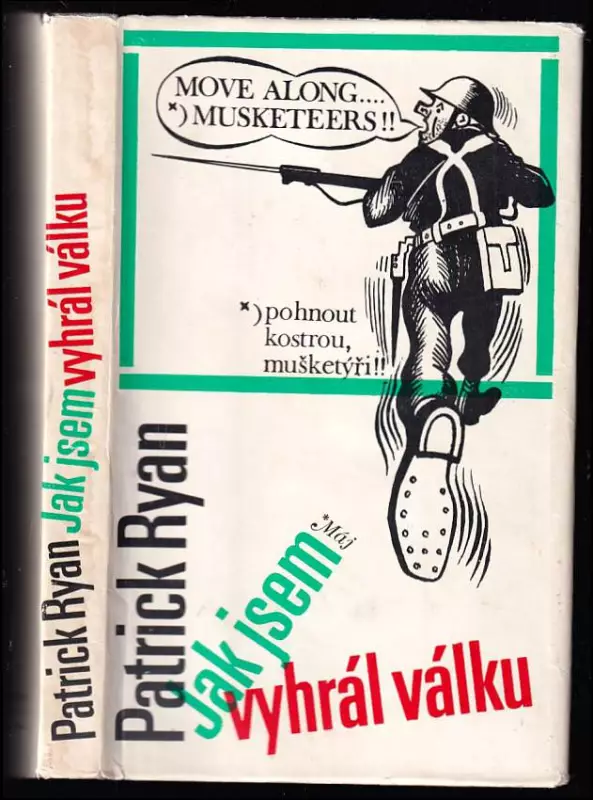 Patrick Ryan Jak jsem vyhrál válku
MOVE ALONG....
*) MUSKETEERS!!
*) pohnout
kostrou,
mušketýři!!
Patrick Ryan
*Máj
Jak jsem
vyhrál válku